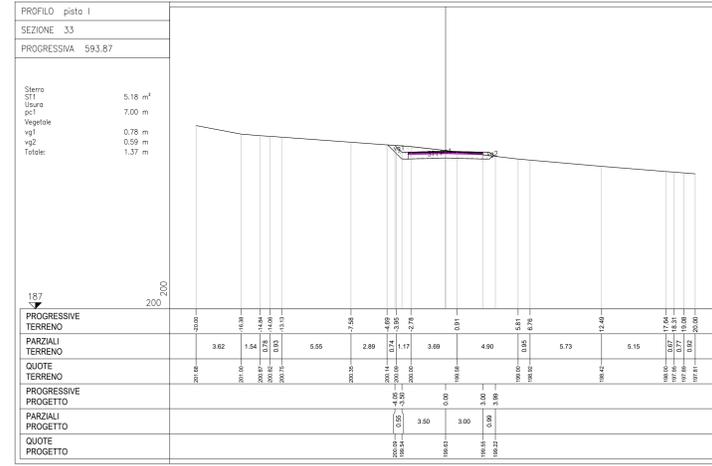 PROFILO pista 1
SEZIONE 33
PROGRESSIVA 593.87
Sterro
ST1 5.18 m²
Usura
pc1 7.00 m
Vegetale
vg1 0.78 m
vg2 0.59 m
Totale: 1.37 m
vg1 ST1 vg2
187 200
200
PROGRESSIVE TERRENO
-20.00 -16.38 -14.84 -14.06 -13.13 -7.58 -4.69 -3.95 -2.78 0.91 5.81 6.76 12.49 17.64 18.31 19.08 20.00
PARZIALI TERRENO
3.62 1.54 0.78 0.93 5.55 2.89 0.74 1.17 3.69 4.90 0.95 5.73 5.15 0.67 0.77 0.92
QUOTE TERRENO
201.68 201.00 200.87 200.82 200.75 200.35 200.14 200.09 200.00 199.58 199.00 198.92 198.42 198.00 197.95 197.89 197.81
PROGRESSIVE PROGETTO
-4.05 -3.50 0.00 3.00 3.99
PARZIALI PROGETTO
0.55 3.50 3.00 0.99
QUOTE PROGETTO
200.09 199.54 199.63 199.55 199.22